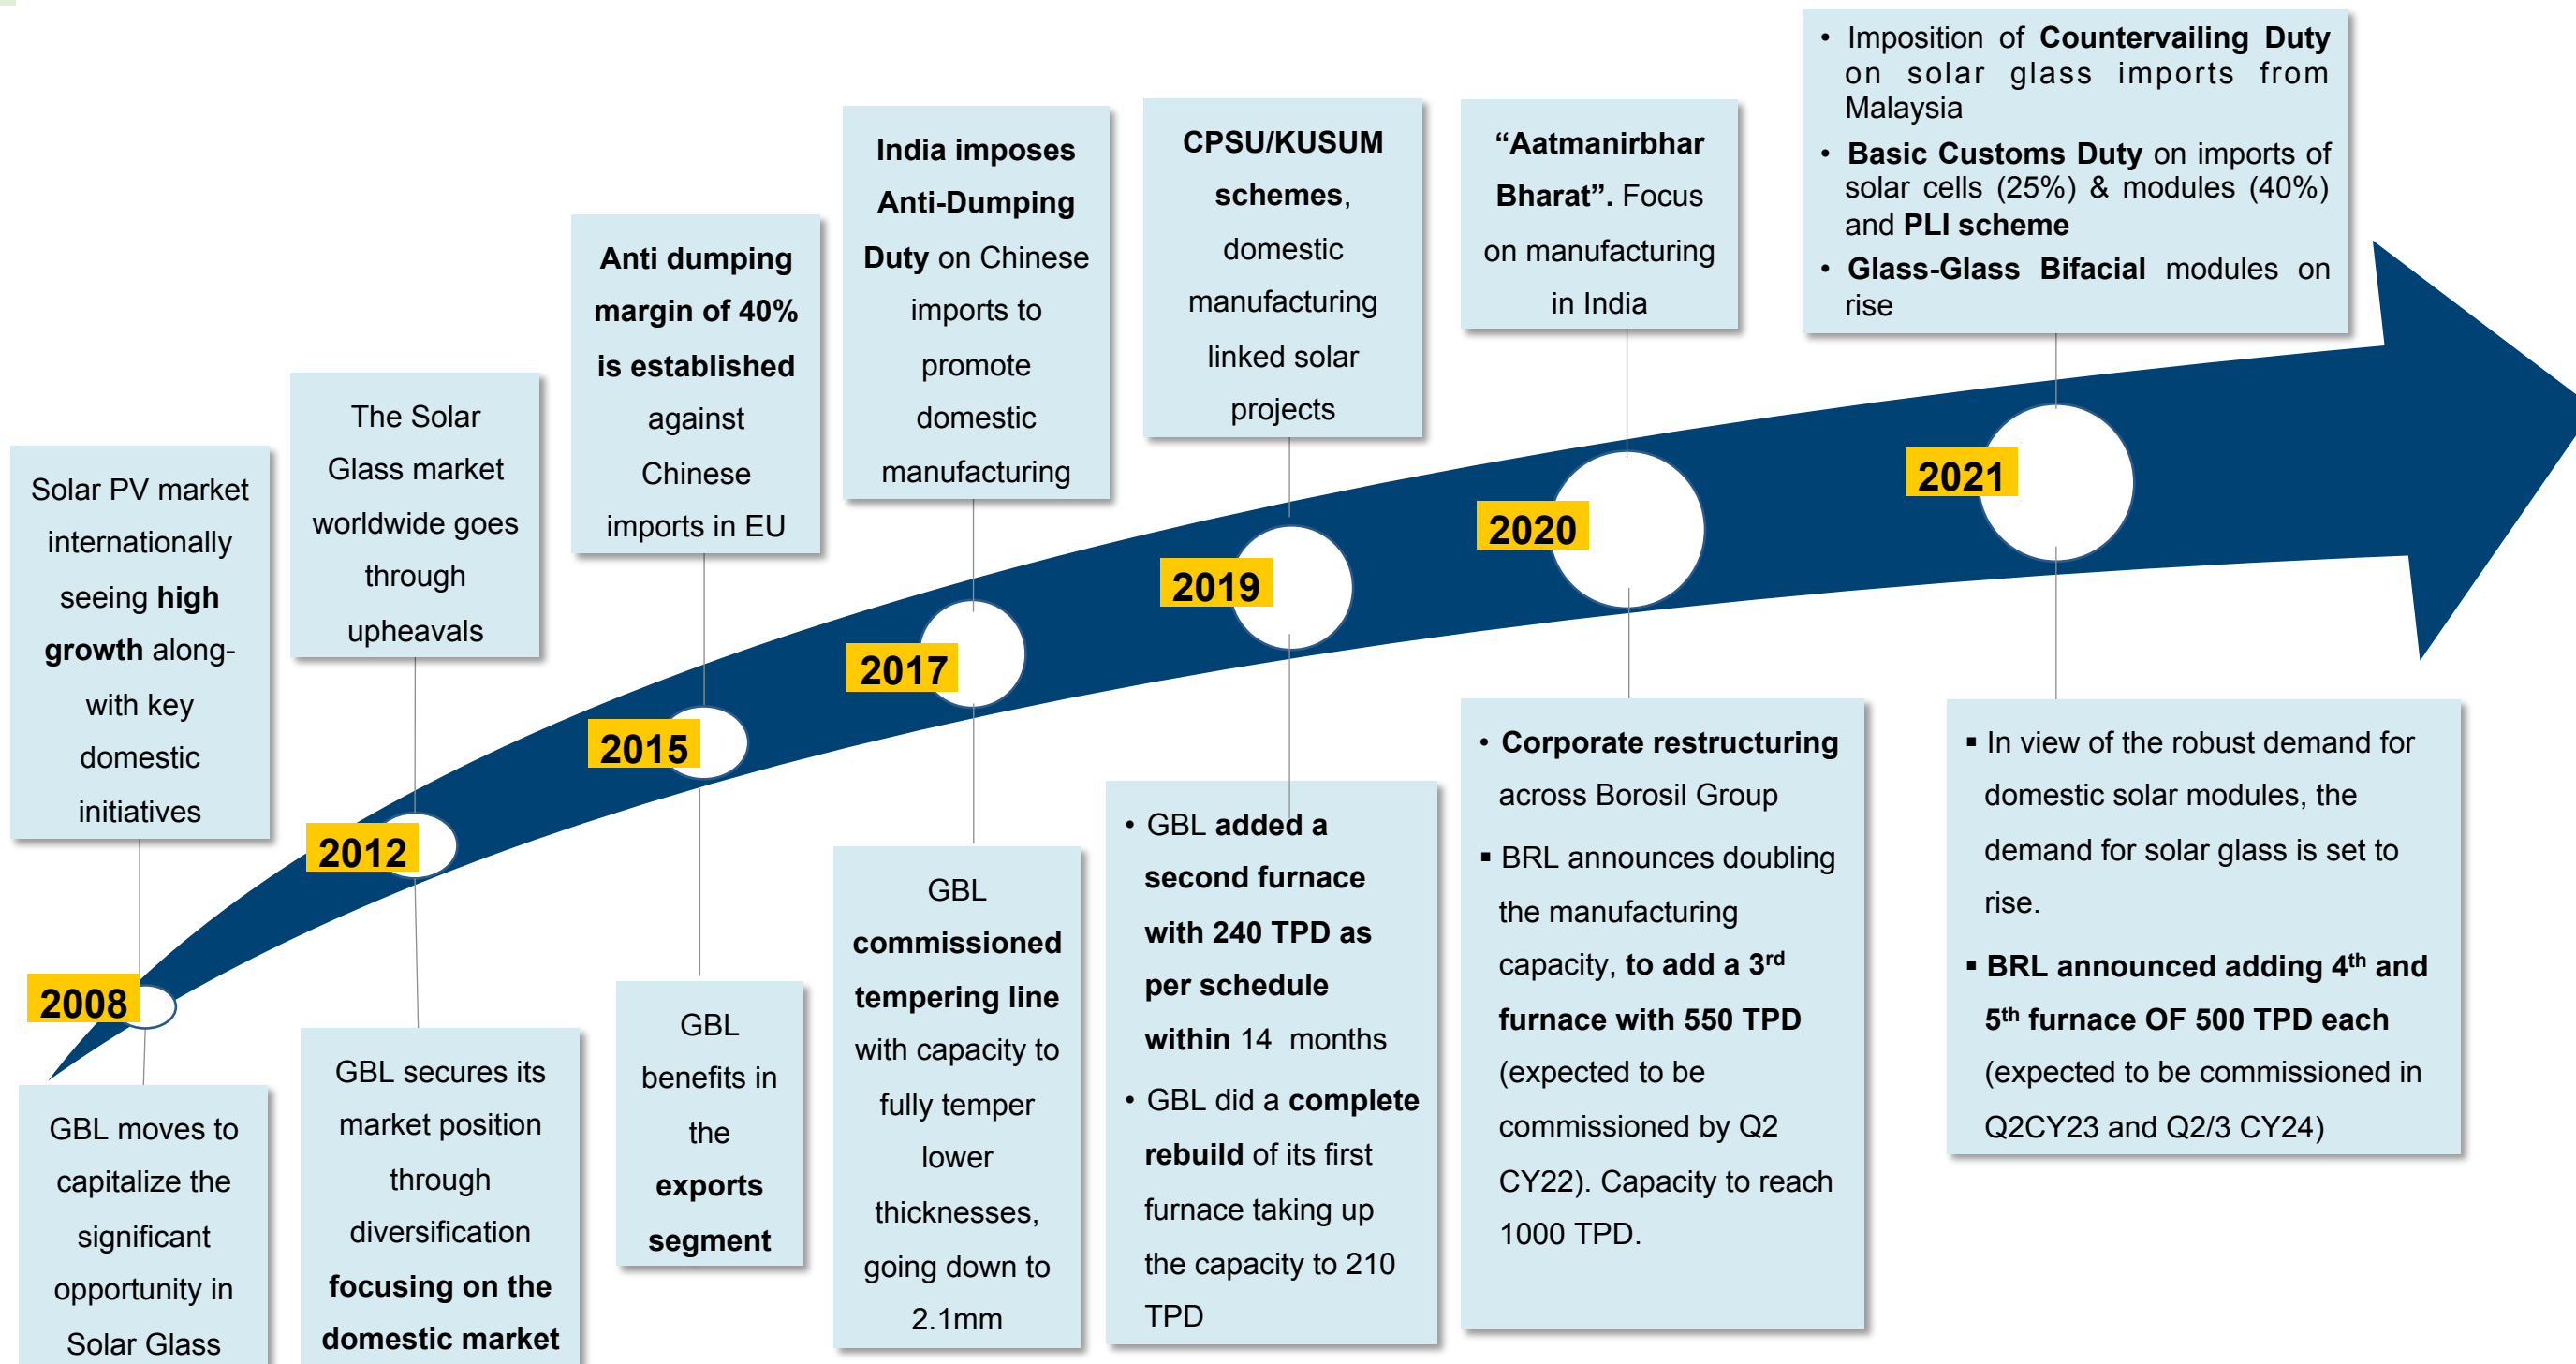 Solar PV market
internationally
seeing high
growth along-
with key
domestic
initiatives
2008
GBL moves to
capitalize the
significant
opportunity in
Solar Glass
The Solar
Glass market
worldwide goes
through
upheavals
2012
GBL secures its
market position
through
diversification
focusing on the
domestic market
Anti dumping
margin of 40%
is established
against
Chinese
imports in EU
2015
GBL
benefits in
the
exports
segment
India imposes
Anti-Dumping
Duty on Chinese
imports to
promote
domestic
manufacturing
2017
GBL
commissioned
tempering line
with capacity to
fully temper
lower
thicknesses,
going down to
2.1mm
CPSU/KUSUM
schemes,
domestic
manufacturing
linked solar
projects
2019
• GBL added a
second furnace
with 240 TPD as
per schedule
within 14 months
• GBL did a complete
rebuild of its first
furnace taking up
the capacity to 210
TPD
“Aatmanirbhar
Bharat”. Focus
on manufacturing
in India
2020
• Corporate restructuring
across Borosil Group
▪ BRL announces doubling
the manufacturing
capacity, to add a 3rd
furnace with 550 TPD
(expected to be
commissioned by Q2
CY22). Capacity to reach
1000 TPD.
• Imposition of Countervailing Duty
on solar glass imports from
Malaysia
• Basic Customs Duty on imports of
solar cells (25%) & modules (40%)
and PLI scheme
• Glass-Glass Bifacial modules on
rise
2021
▪ In view of the robust demand for
domestic solar modules, the
demand for solar glass is set to
rise.
▪ BRL announced adding 4th and
5th furnace OF 500 TPD each
(expected to be commissioned in
Q2CY23 and Q2/3 CY24)